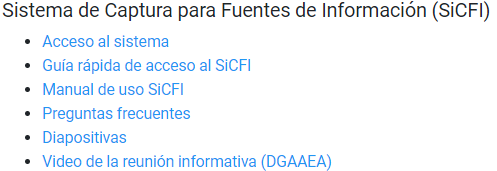 Sistema de Captura para Fuentes de Información (SiCFI)
Acceso al sistema
Guía rápida de acceso al SiCFI
Manual de uso SiCFI
Preguntas frecuentes
Diapositivas
Video de la reunión informativa (DGAAEA)